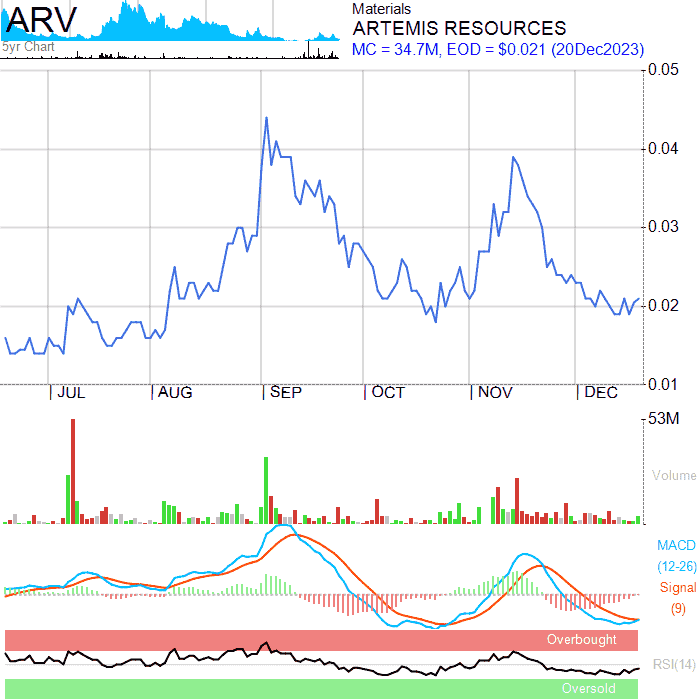 ARV
5yr Chart
Materials
ARTEMIS RESOURCES
MC = 34.7M, EOD = $0.021 (20Dec2023)
0.05
0.04
0.03
0.02
0.01
JUL AUG SEP OCT NOV DEC
53M
Volume
MACD
(12-26)
Signal
(9)
Overbought
RSI(14)
Oversold